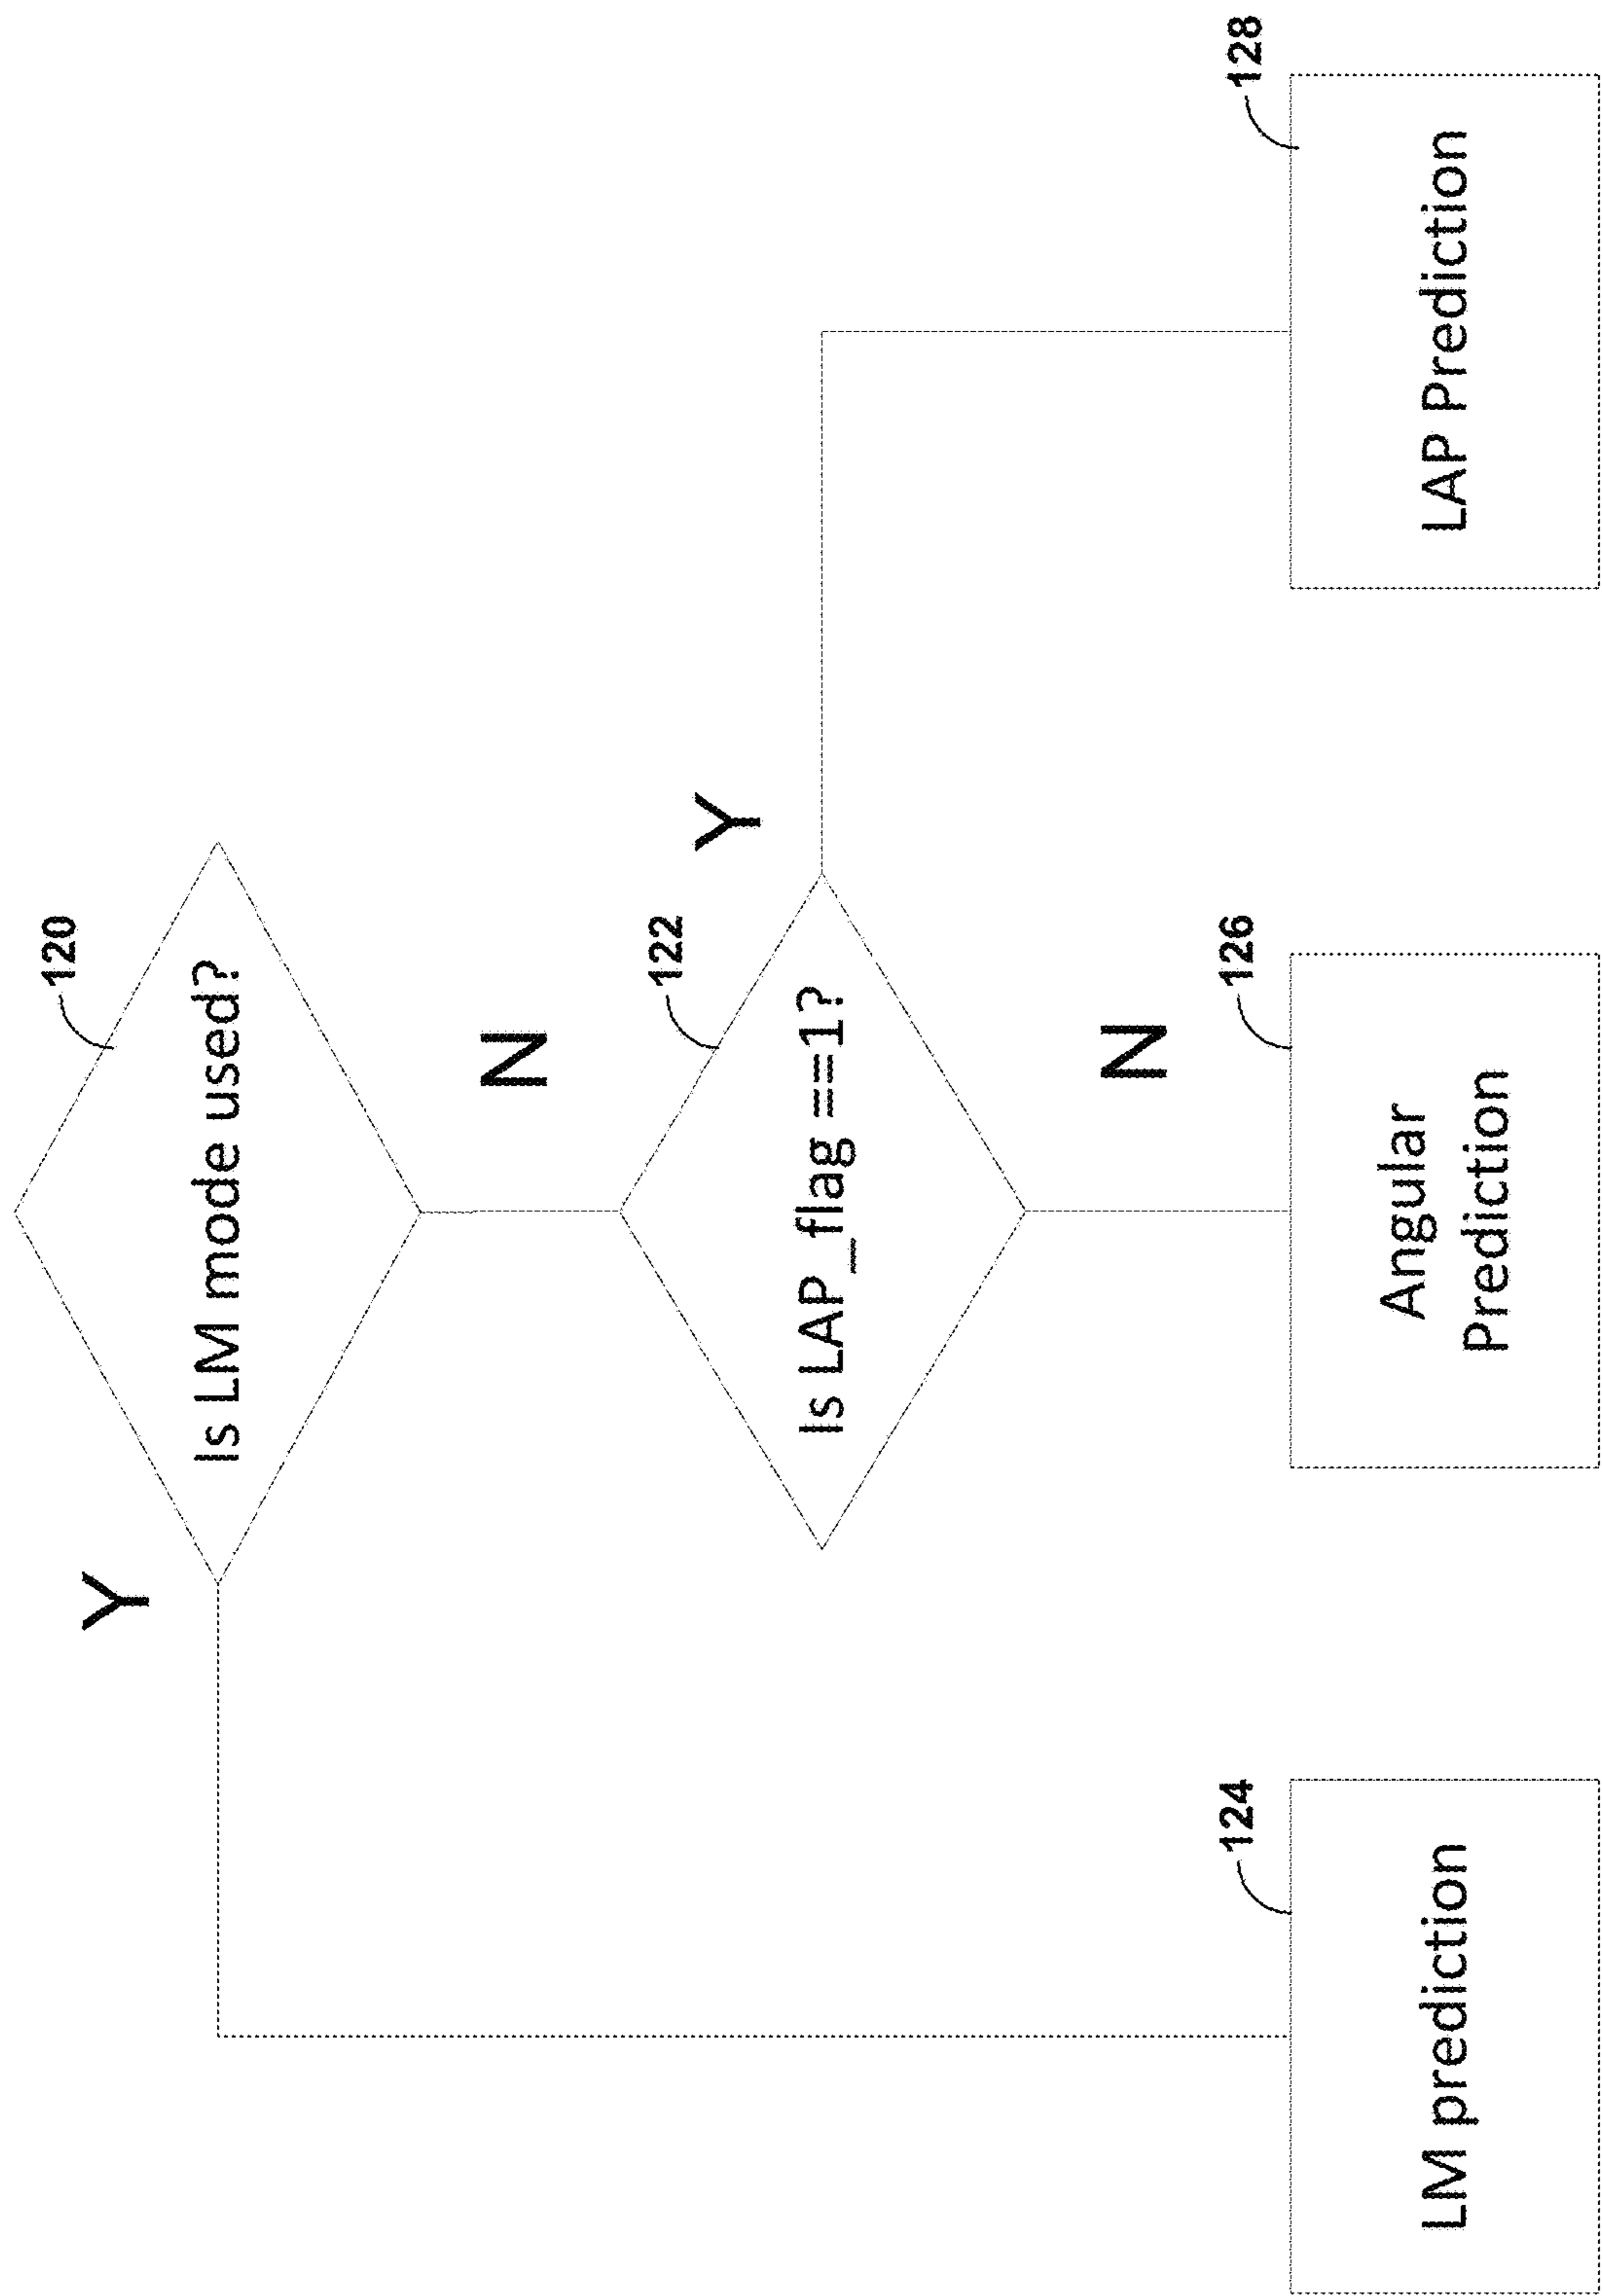 120
Is LM mode used?
Y
N
122
Is LAP_flag ==1?
Y
N
124
LM prediction
126
Angular
Prediction
128
LAP Prediction